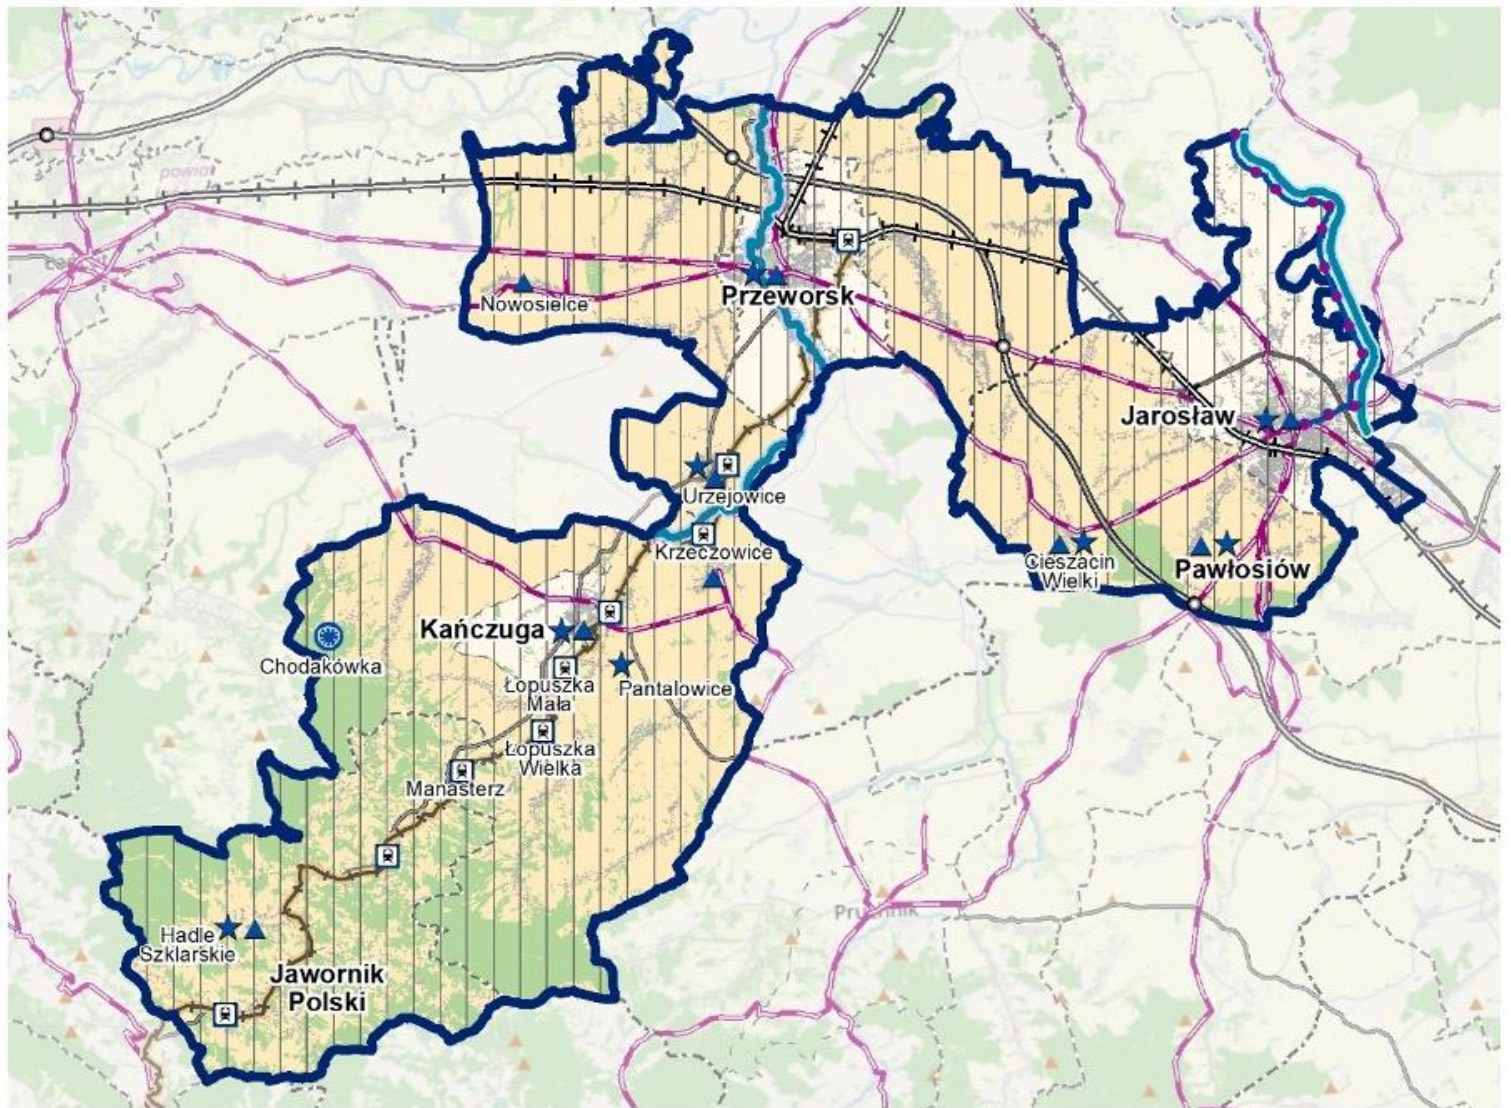 powiat
Nowosielce
Przeworsk
Jarosław
Urzejowice
Krzeczowice
Cieszacin
Wielki
Pawłosiów
Kańczuga
Chodakówka
Łopuszka
Mała
Pantalowice
Łopuszka
Wielka
Manasterz
Hadle
Szklarskie
Jawornik
Polski